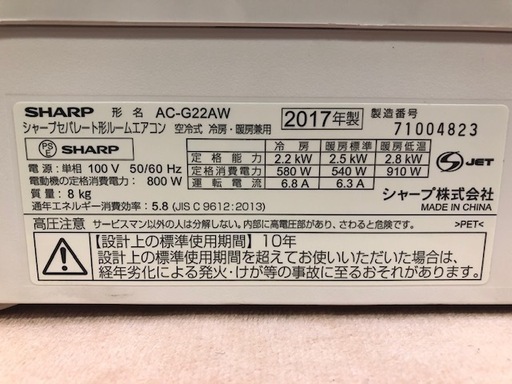 SHARP 形 名 AC-G22AW 2017年製 製造番号
シャープセパレート形ルームエアコン 空冷式 冷房・暖房兼用 71004823
PS E SHARP
冷 房 暖房標準 暖房低温
定 格 能 力 2.2 kW 2.5 kW 2.8 kW
定格消費電力 580 W 540 W 910 W
運 転 電 流 6.8 A 6.3 A
S JET
電 源 : 単相 100 V 50/60 Hz
電動機の定格消費電力 : 800 W
質 量 : 8 kg
通年エネルギー消費効率 : 5.8 (JIS C 9612 : 2013)
シャープ株式会社
MADE IN CHINA
高圧注意 サービスマン以外の人は分解しない。内部に高電圧部があり、さわると危険です。 >PET<
【設計上の標準使用期間】10年
設計上の標準使用期間を超えてお使いいただいた場合は、
経年劣化による発火・けが等の事故に至るおそれがあります。